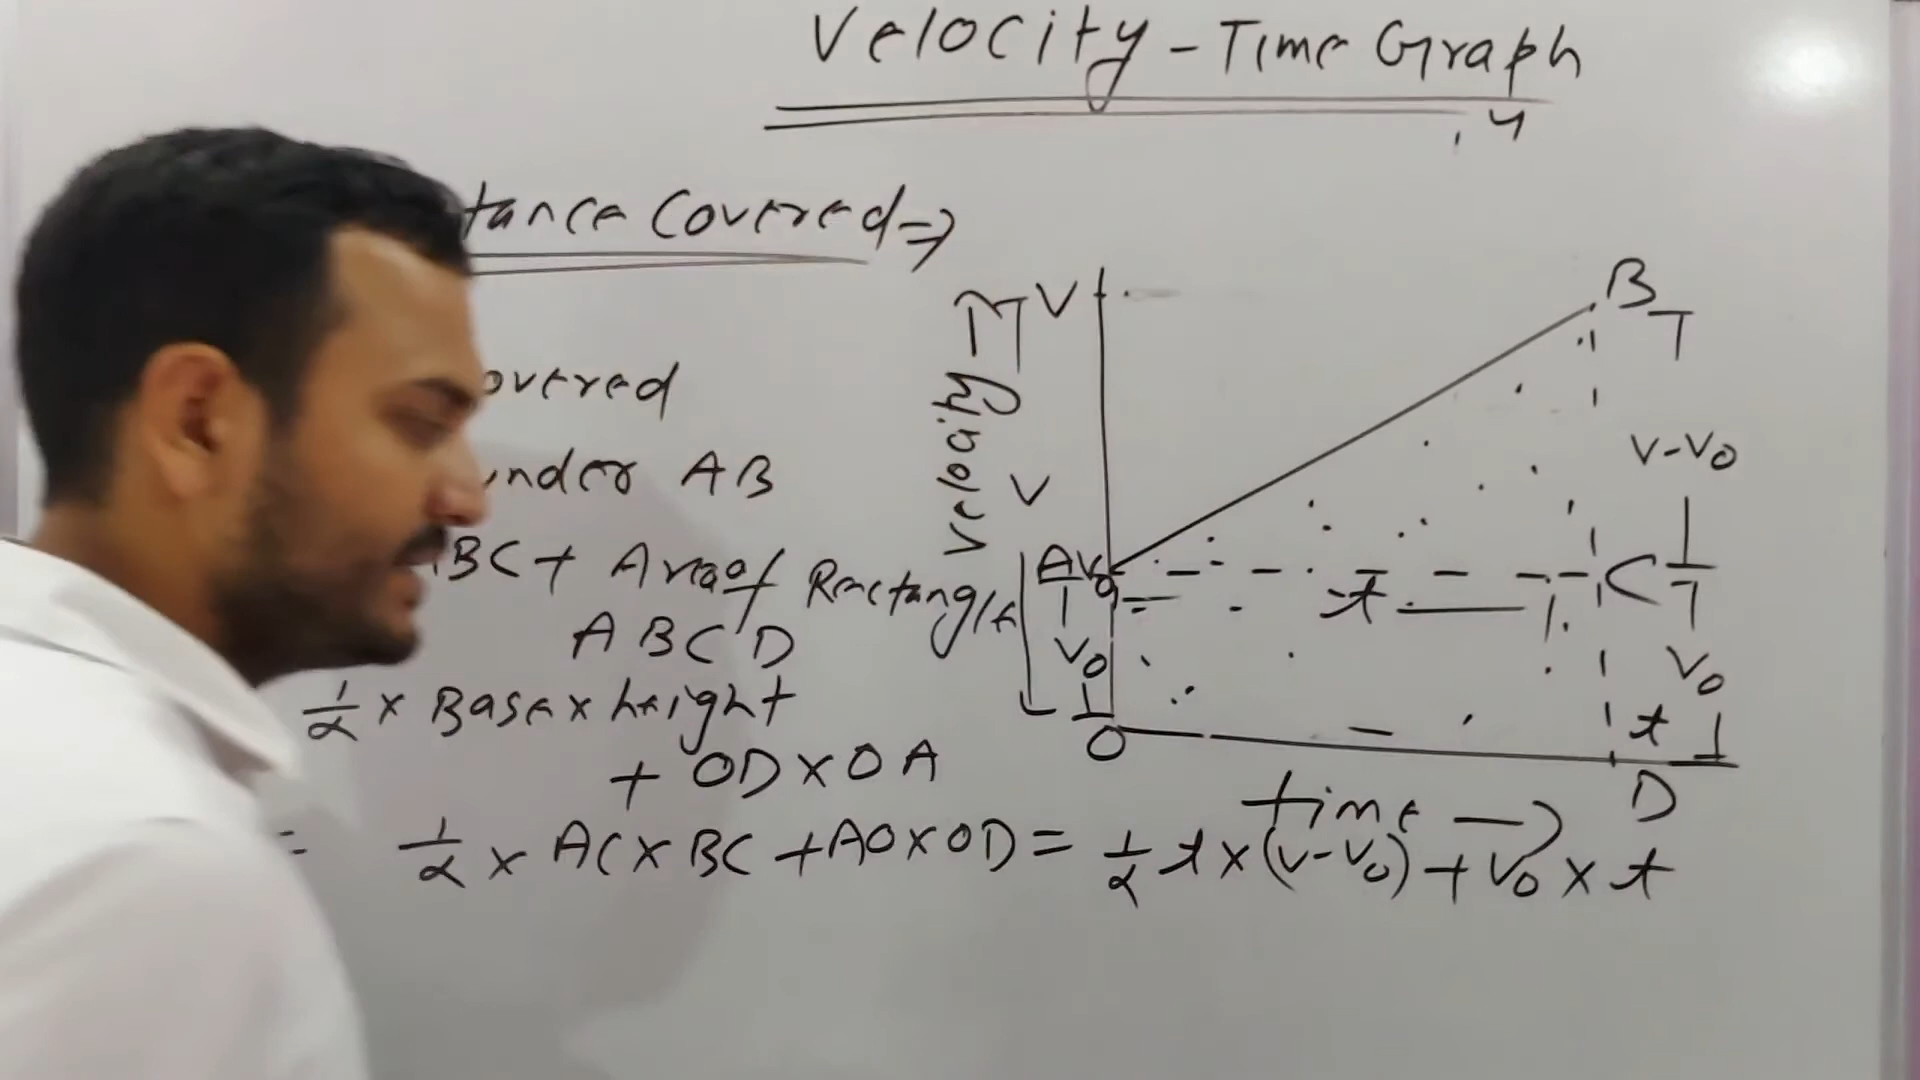 Velocity - Time Graph
tance Covered ⇒
overed
under AB
BC + Area of Rectangle
ABCD
1/2 × Base × height
+ OD × OA
= 1/2 × AC × BC + AO × OD = 1/2 t × (v - v₀) + v₀ × t
Velocity →
V
B
V
v - v₀
A v₀
t
C
v₀
v₀
t
O
D
time →